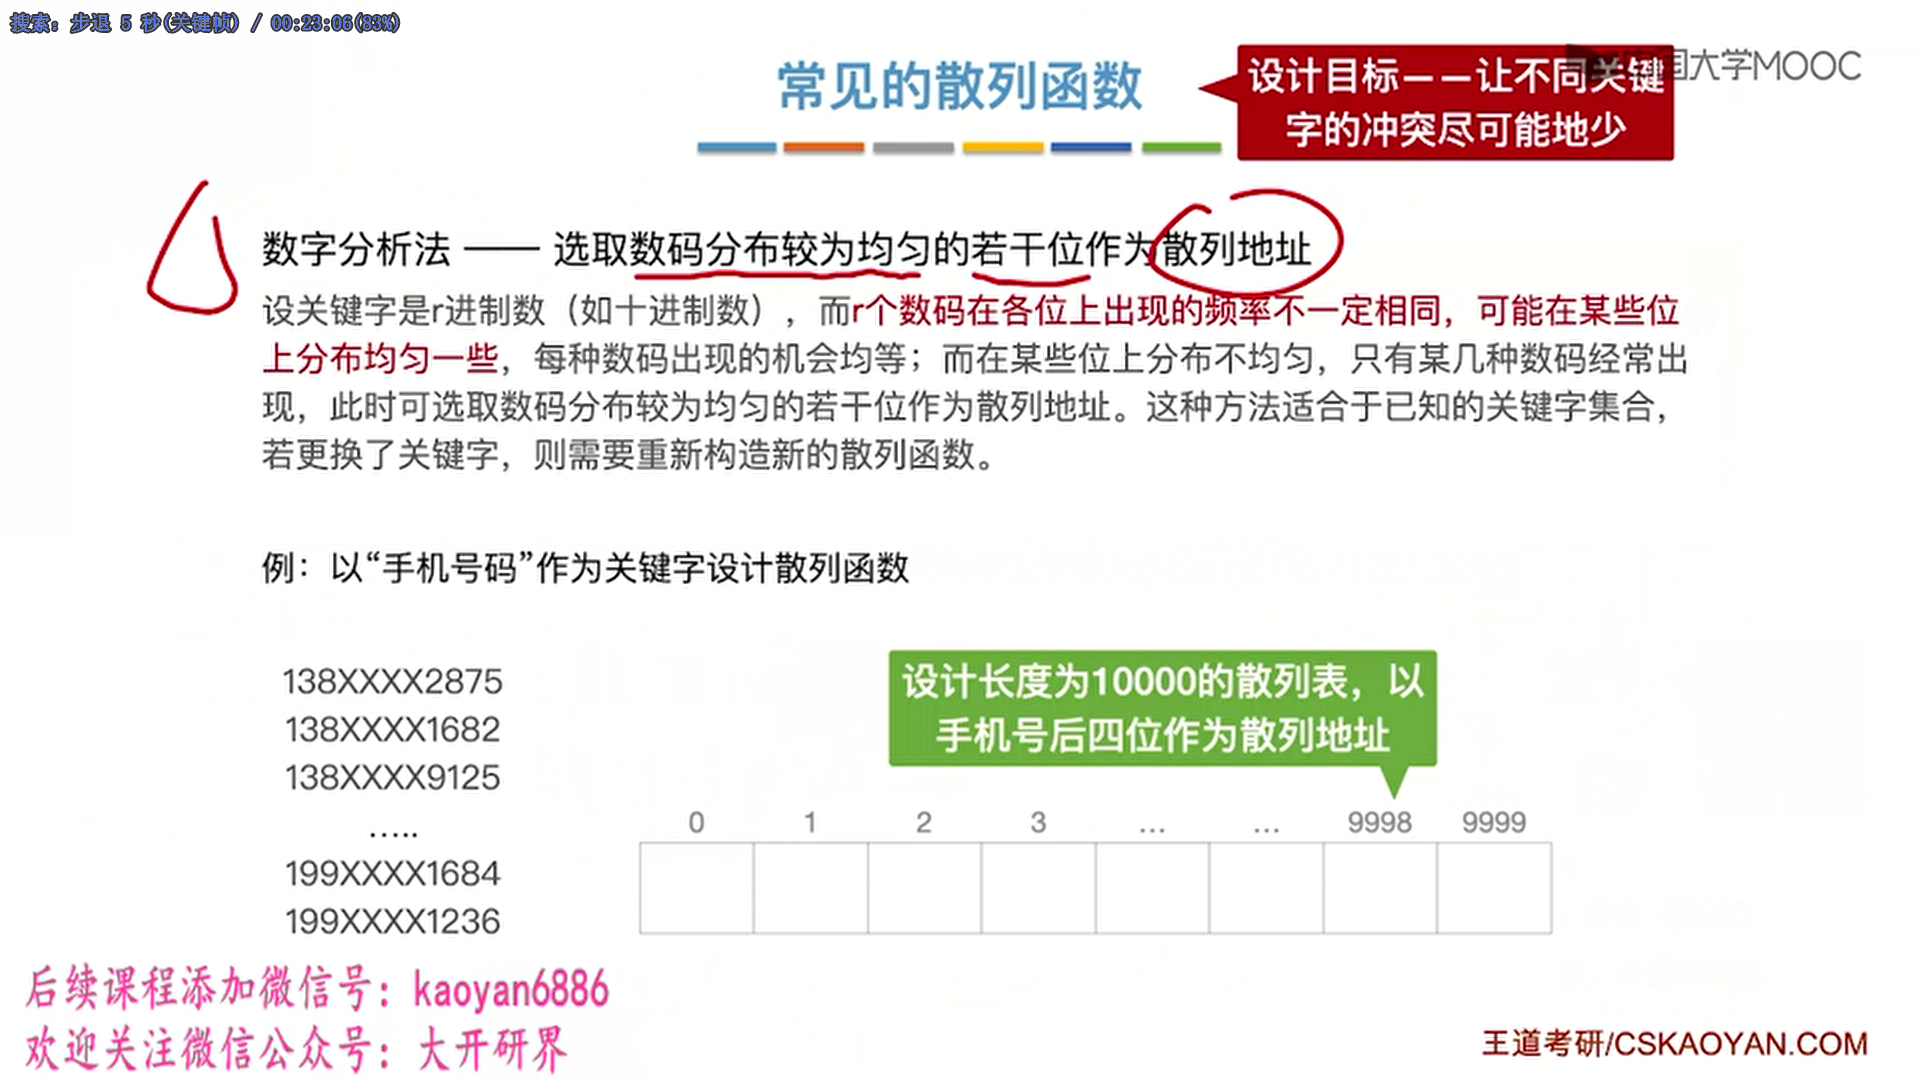 搜索: 步退 5 秒(关键帧) / 00:23:06(83%)
常见的散列函数
设计目标——让不同关键
字的冲突尽可能地少
国大学MOOC
数字分析法 —— 选取数码分布较为均匀的若干位作为散列地址
设关键字是r进制数（如十进制数），而r个数码在各位上出现的频率不一定相同，可能在某些位
上分布均匀一些，每种数码出现的机会均等；而在某些位上分布不均匀，只有某几种数码经常出
现，此时可选取数码分布较为均匀的若干位作为散列地址。这种方法适合于已知的关键字集合，
若更换了关键字，则需要重新构造新的散列函数。
例：以“手机号码”作为关键字设计散列函数
138XXXX2875
138XXXX1682
138XXXX9125
…..
199XXXX1684
199XXXX1236
设计长度为10000的散列表，以
手机号后四位作为散列地址
0 1 2 3 … … 9998 9999
后续课程添加微信号：kaoyan6886
欢迎关注微信公众号：大开研界
王道考研/CSKAOYAN.COM